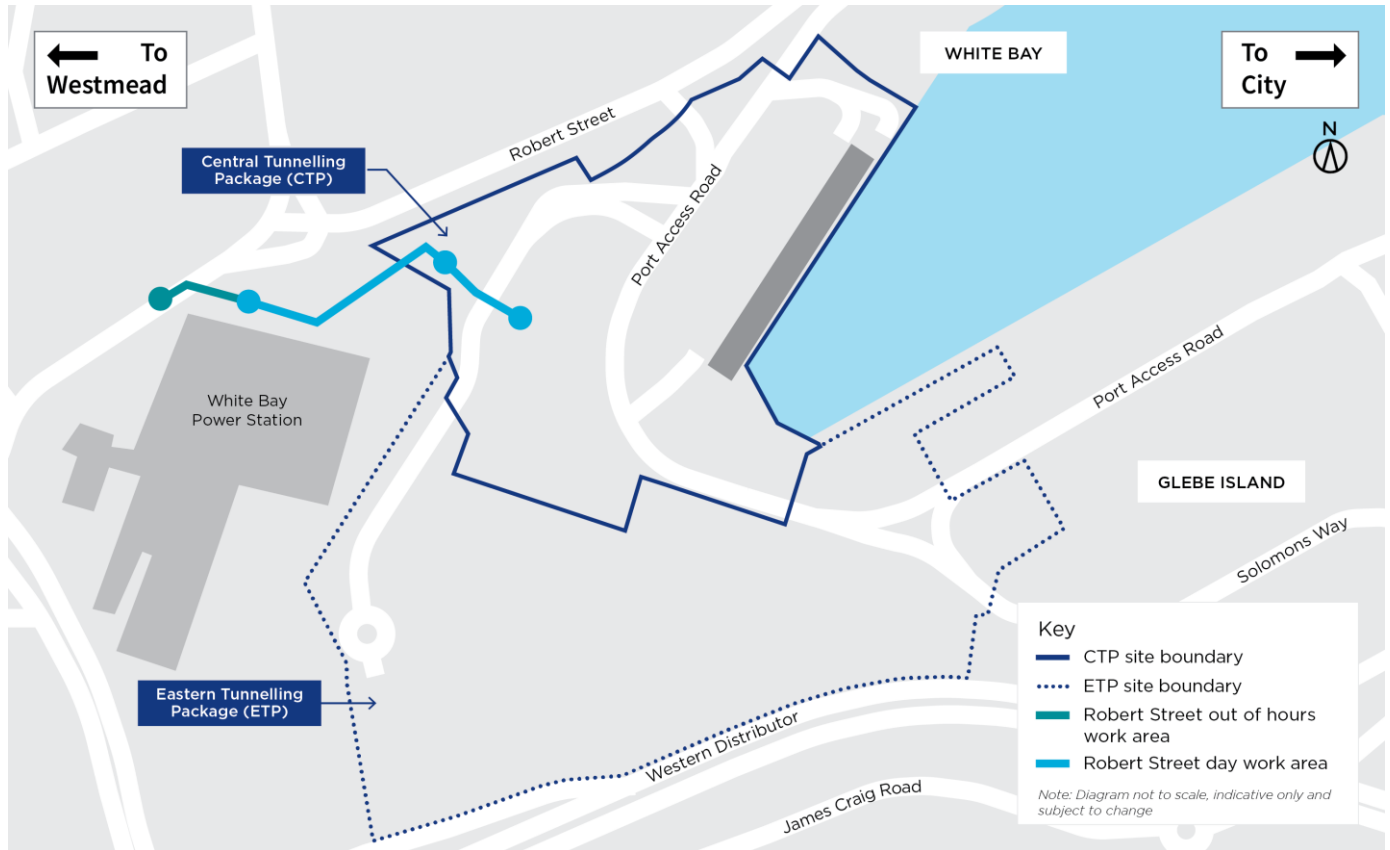 To
Westmead
WHITE BAY
To
City
N
Robert Street
Central Tunnelling
Package (CTP)
Port Access Road
Port Access Road
White Bay
Power Station
GLEBE ISLAND
Solomons Way
Eastern Tunnelling
Package (ETP)
Western Distributor
James Craig Road
Key
CTP site boundary
ETP site boundary
Robert Street out of hours
work area
Robert Street day work area
Note: Diagram not to scale, indicative only and
subject to change